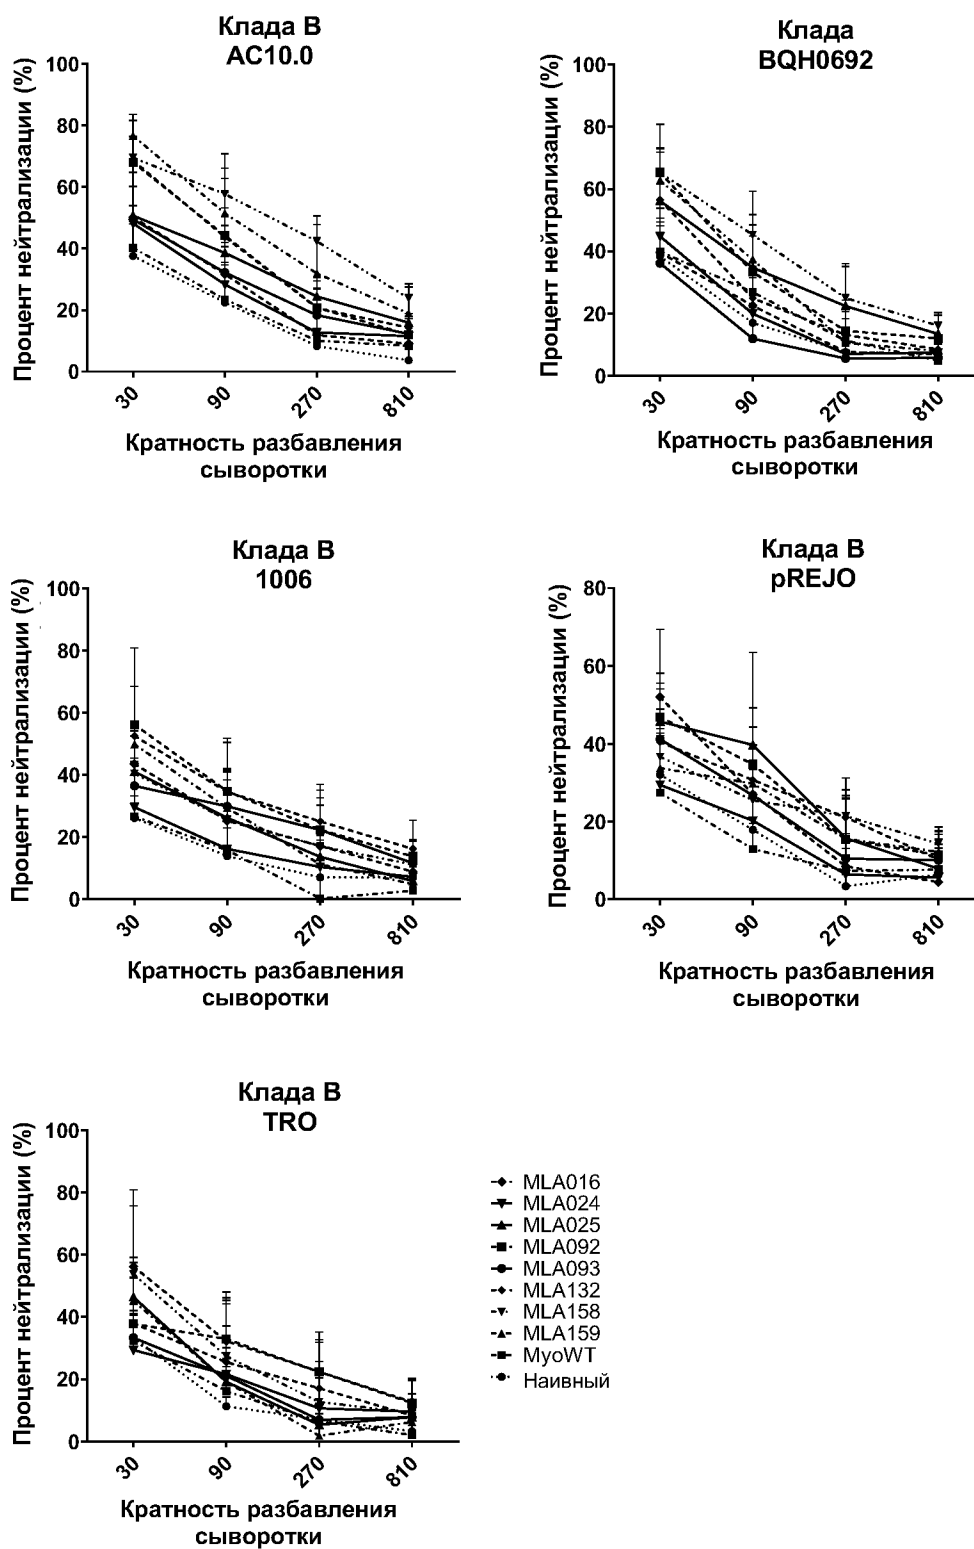 Клада B
AC10.0
Процент нейтрализации (%)
100
80
60
40
20
0
30
90
270
810
Кратность разбавления
сыворотки
Клада
BQH0692
Процент нейтрализации (%)
100
80
60
40
20
0
30
90
270
810
Кратность разбавления
сыворотки
Клада B
1006
Процент нейтрализации (%)
100
80
60
40
20
0
30
90
270
810
Кратность разбавления
сыворотки
Клада B
pREJO
Процент нейтрализации (%)
80
60
40
20
0
30
90
270
810
Кратность разбавления
сыворотки
Клада B
TRO
Процент нейтрализации (%)
100
80
60
40
20
0
30
90
270
810
Кратность разбавления
сыворотки
MLA016
MLA024
MLA025
MLA092
MLA093
MLA132
MLA158
MLA159
MyoWT
Наивный